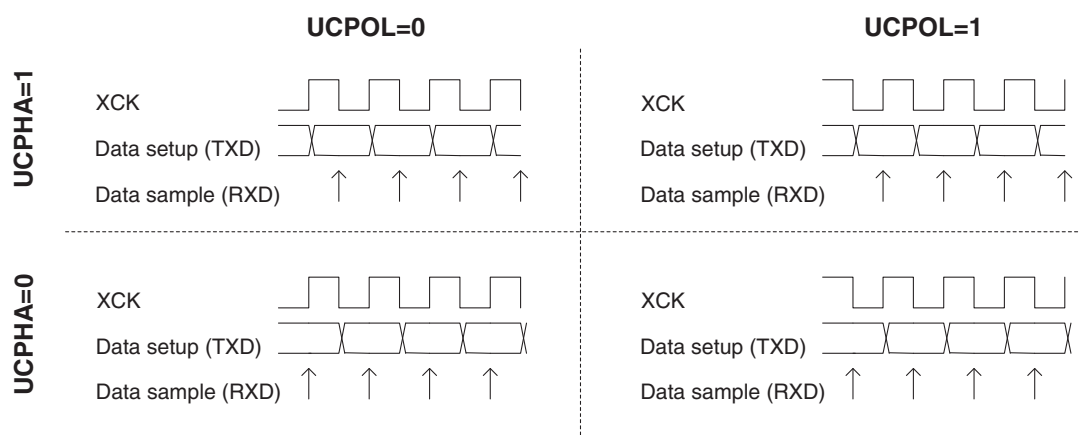 UCPOL=0
UCPOL=1
UCPHA=1
XCK
Data setup (TXD)
Data sample (RXD)
XCK
Data setup (TXD)
Data sample (RXD)
UCPHA=0
XCK
Data setup (TXD)
Data sample (RXD)
XCK
Data setup (TXD)
Data sample (RXD)